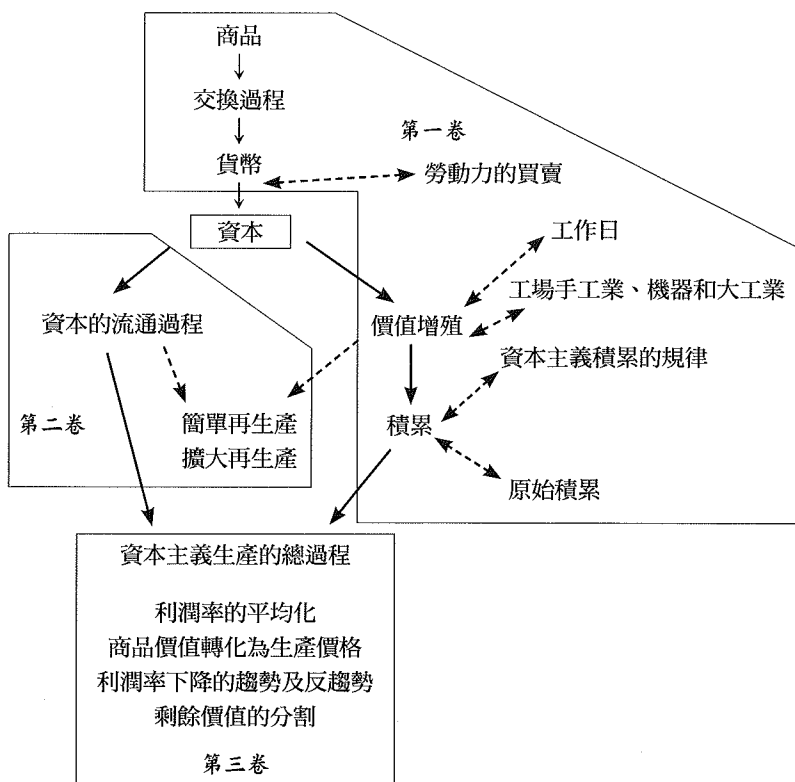 商品
交換過程
第一卷
貨幣
勞動力的買賣
資本
工作日
工場手工業、機器和大工業
資本的流通過程
價值增殖
資本主義積累的規律
第二卷
簡單再生產
擴大再生產
積累
原始積累
資本主義生產的總過程
利潤率的平均化
商品價值轉化為生產價格
利潤率下降的趨勢及反趨勢
剩餘價值的分割
第三卷